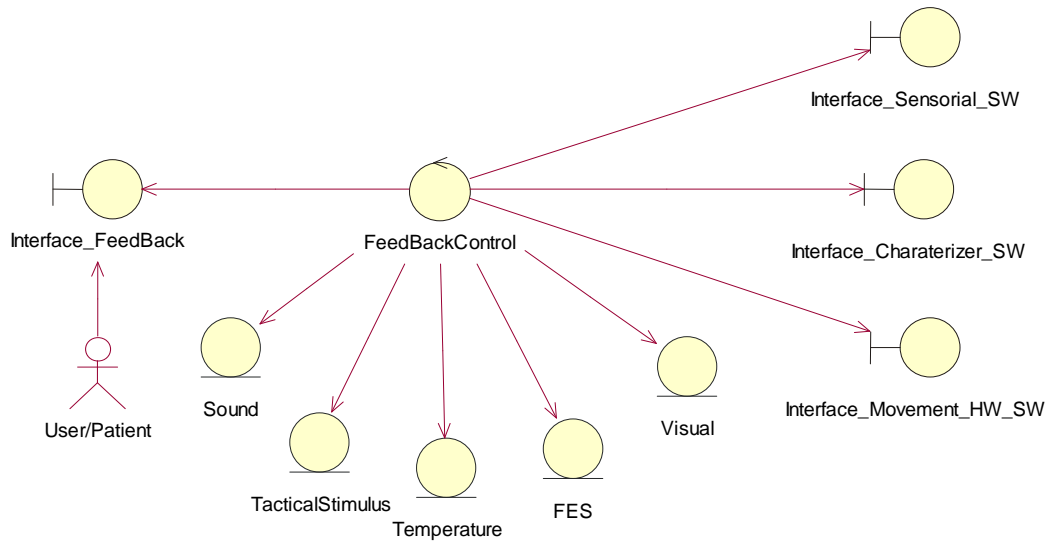 Interface_Sensorial_SW
Interface_FeedBack
FeedBackControl
Interface_Charaterizer_SW
Sound
User/Patient
TacticalStimulus
Temperature
FES
Visual
Interface_Movement_HW_SW